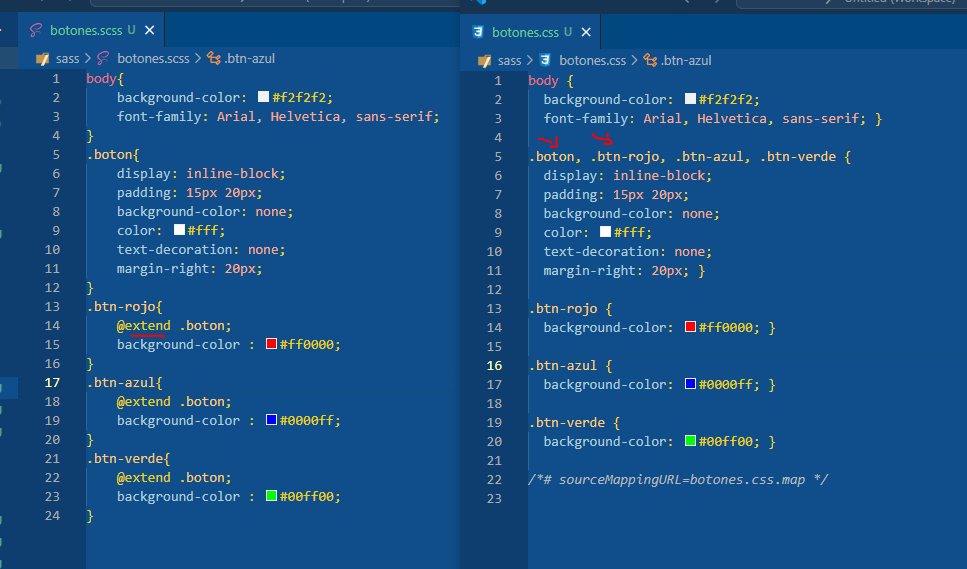 botones.scss U
sass > botones.scss > .btn-azul
1 body{
2 background-color: #f2f2f2;
3 font-family: Arial, Helvetica, sans-serif;
4 }
5 .boton{
6 display: inline-block;
7 padding: 15px 20px;
8 background-color: none;
9 color: #fff;
10 text-decoration: none;
11 margin-right: 20px;
12 }
13 .btn-rojo{
14 @extend .boton;
15 background-color : #ff0000;
16 }
17 .btn-azul{
18 @extend .boton;
19 background-color : #0000ff;
20 }
21 .btn-verde{
22 @extend .boton;
23 background-color : #00ff00;
24 }
Untitled (Workspace)
botones.css U
sass > botones.css > .btn-azul
1 body {
2 background-color: #f2f2f2;
3 font-family: Arial, Helvetica, sans-serif; }
4
5 .boton, .btn-rojo, .btn-azul, .btn-verde {
6 display: inline-block;
7 padding: 15px 20px;
8 background-color: none;
9 color: #fff;
10 text-decoration: none;
11 margin-right: 20px; }
12
13 .btn-rojo {
14 background-color: #ff0000; }
15
16 .btn-azul {
17 background-color: #0000ff; }
18
19 .btn-verde {
20 background-color: #00ff00; }
21
22 /*# sourceMappingURL=botones.css.map */
23